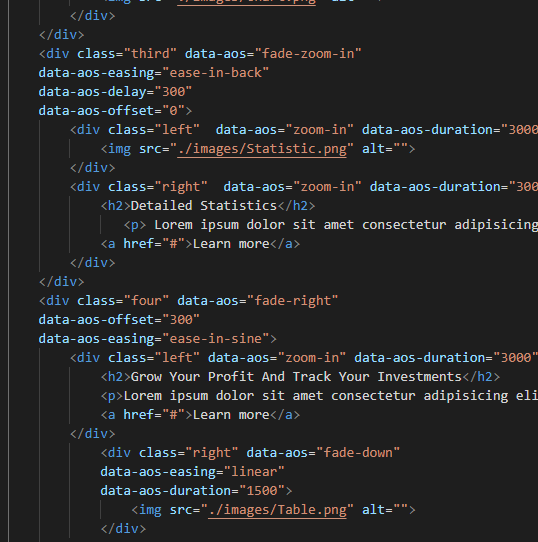 </div>
</div>
<div class="third" data-aos="fade-zoom-in"
data-aos-easing="ease-in-back"
data-aos-delay="300"
data-aos-offset="0">
<div class="left"  data-aos="zoom-in" data-aos-duration="3000
<img src="./images/Statistic.png" alt="">
</div>
<div class="right"  data-aos="zoom-in" data-aos-duration="300
<h2>Detailed Statistics</h2>
<p> Lorem ipsum dolor sit amet consectetur adipisicing
<a href="#">Learn more</a>
</div>
</div>
<div class="four" data-aos="fade-right"
data-aos-offset="300"
data-aos-easing="ease-in-sine">
<div class="left" data-aos="zoom-in" data-aos-duration="3000"
<h2>Grow Your Profit And Track Your Investments</h2>
<p>Lorem ipsum dolor sit amet consectetur adipisicing eli
<a href="#">Learn more</a>
</div>
<div class="right" data-aos="fade-down"
data-aos-easing="linear"
data-aos-duration="1500">
<img src="./images/Table.png" alt="">
</div>